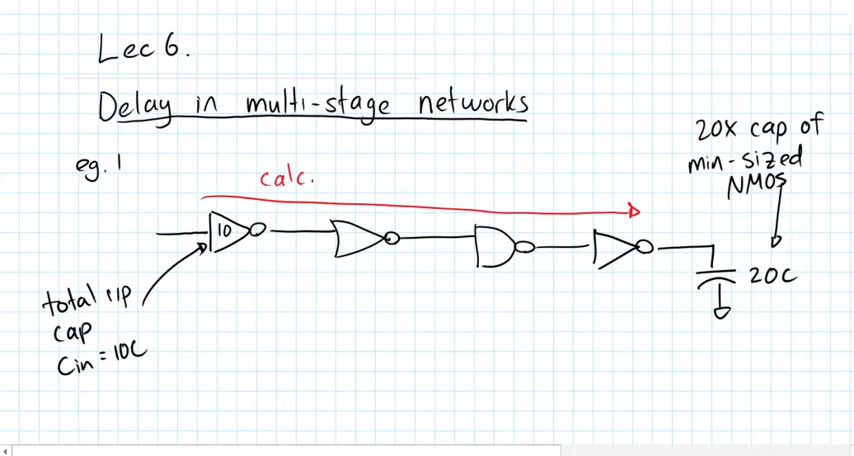 Lec 6.
Delay in multi-stage networks
20x cap of
min-sized
NMOS
eg. 1
calc.
10
20C
total i/p
cap
Cin = 10C